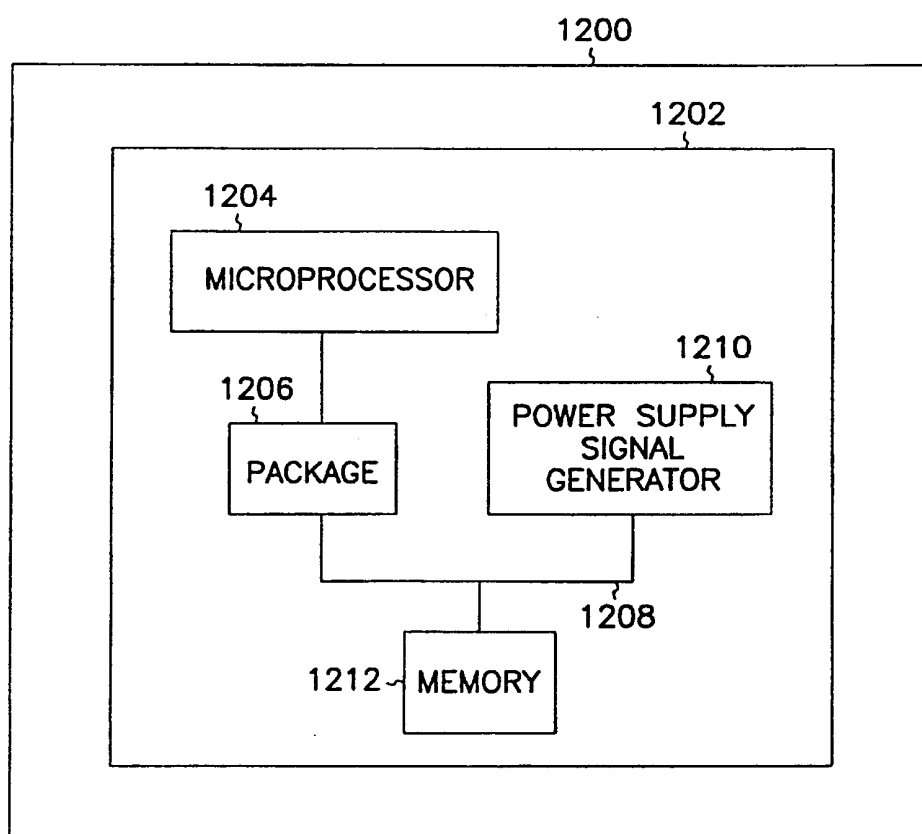 1200
1202
1204
MICROPROCESSOR
1210
POWER SUPPLY
SIGNAL
GENERATOR
1206
PACKAGE
1208
1212
MEMORY